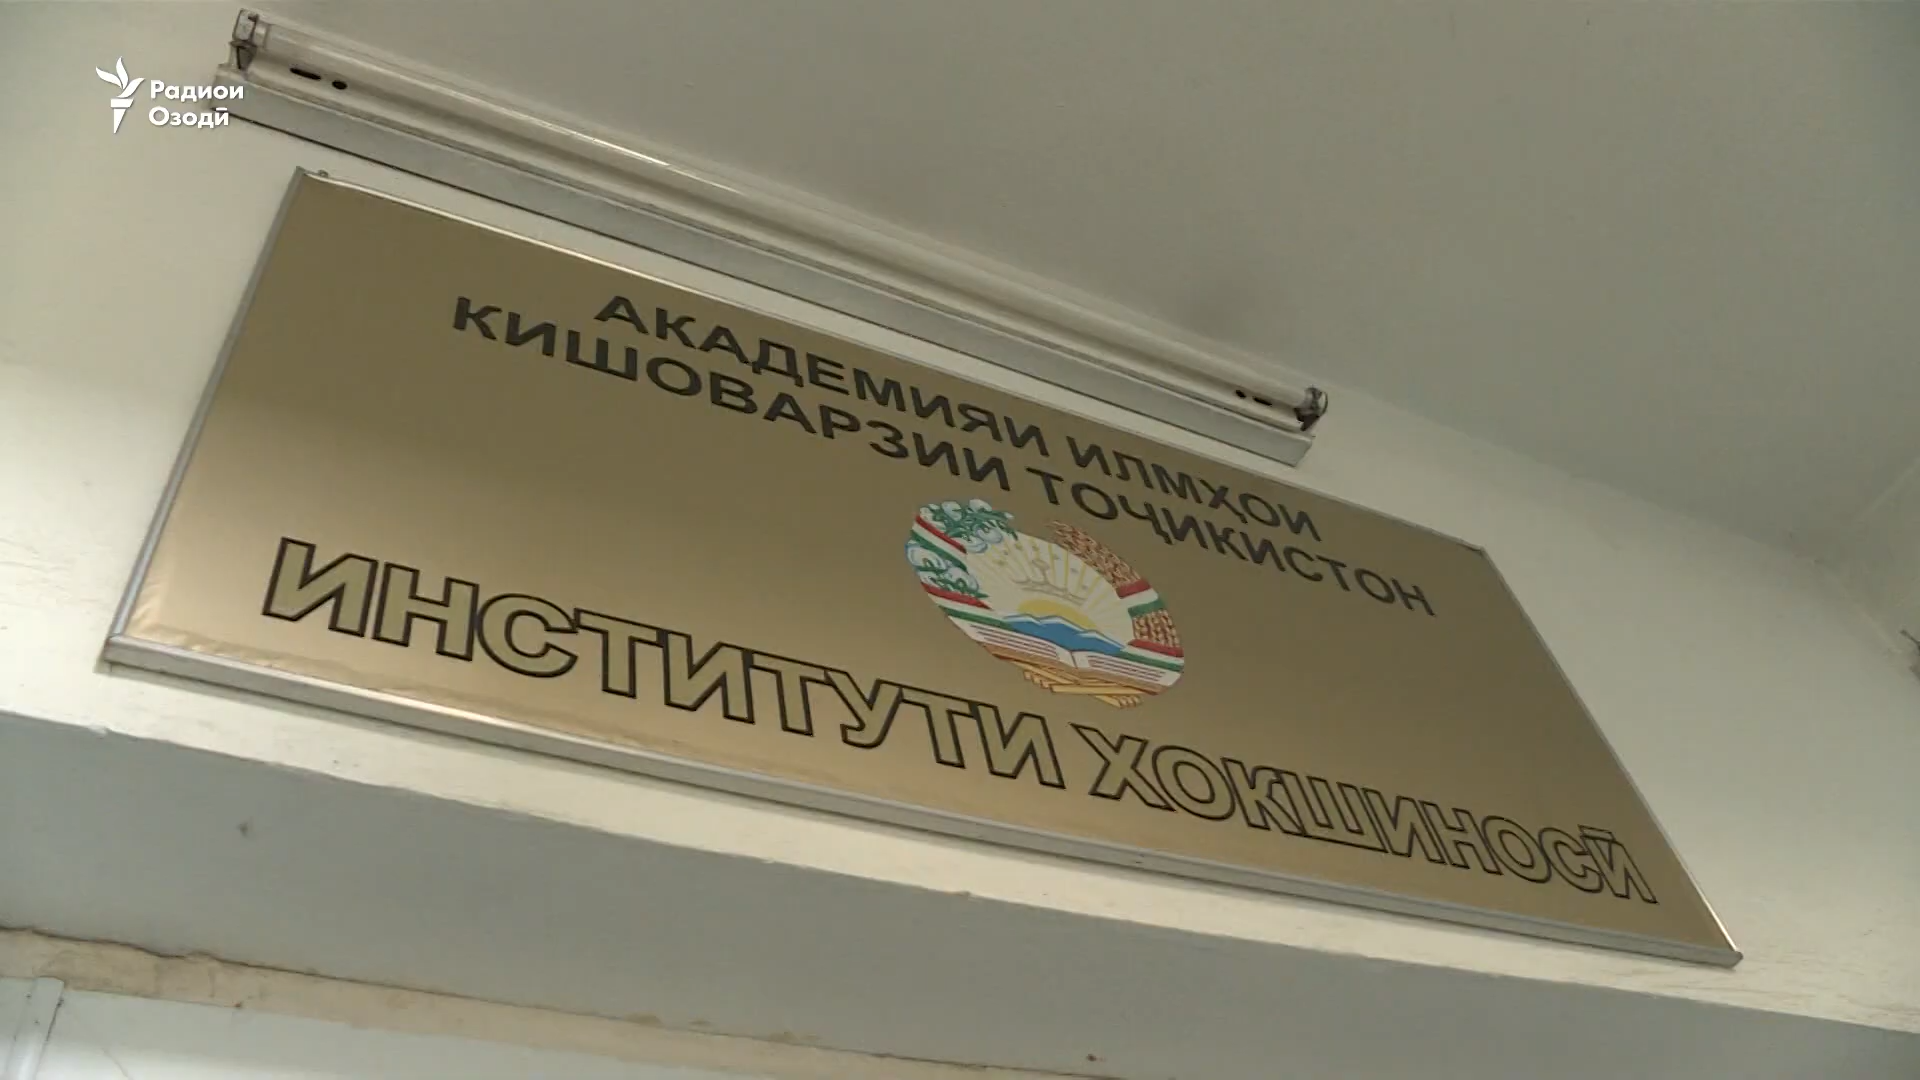 Радиои
Озодӣ
АКАДЕМИЯИ ИЛМҲОИ
КИШОВАРЗИИ ТОҶИКИСТОН
ИНСТИТУТИ ХОКШИНОСӢ